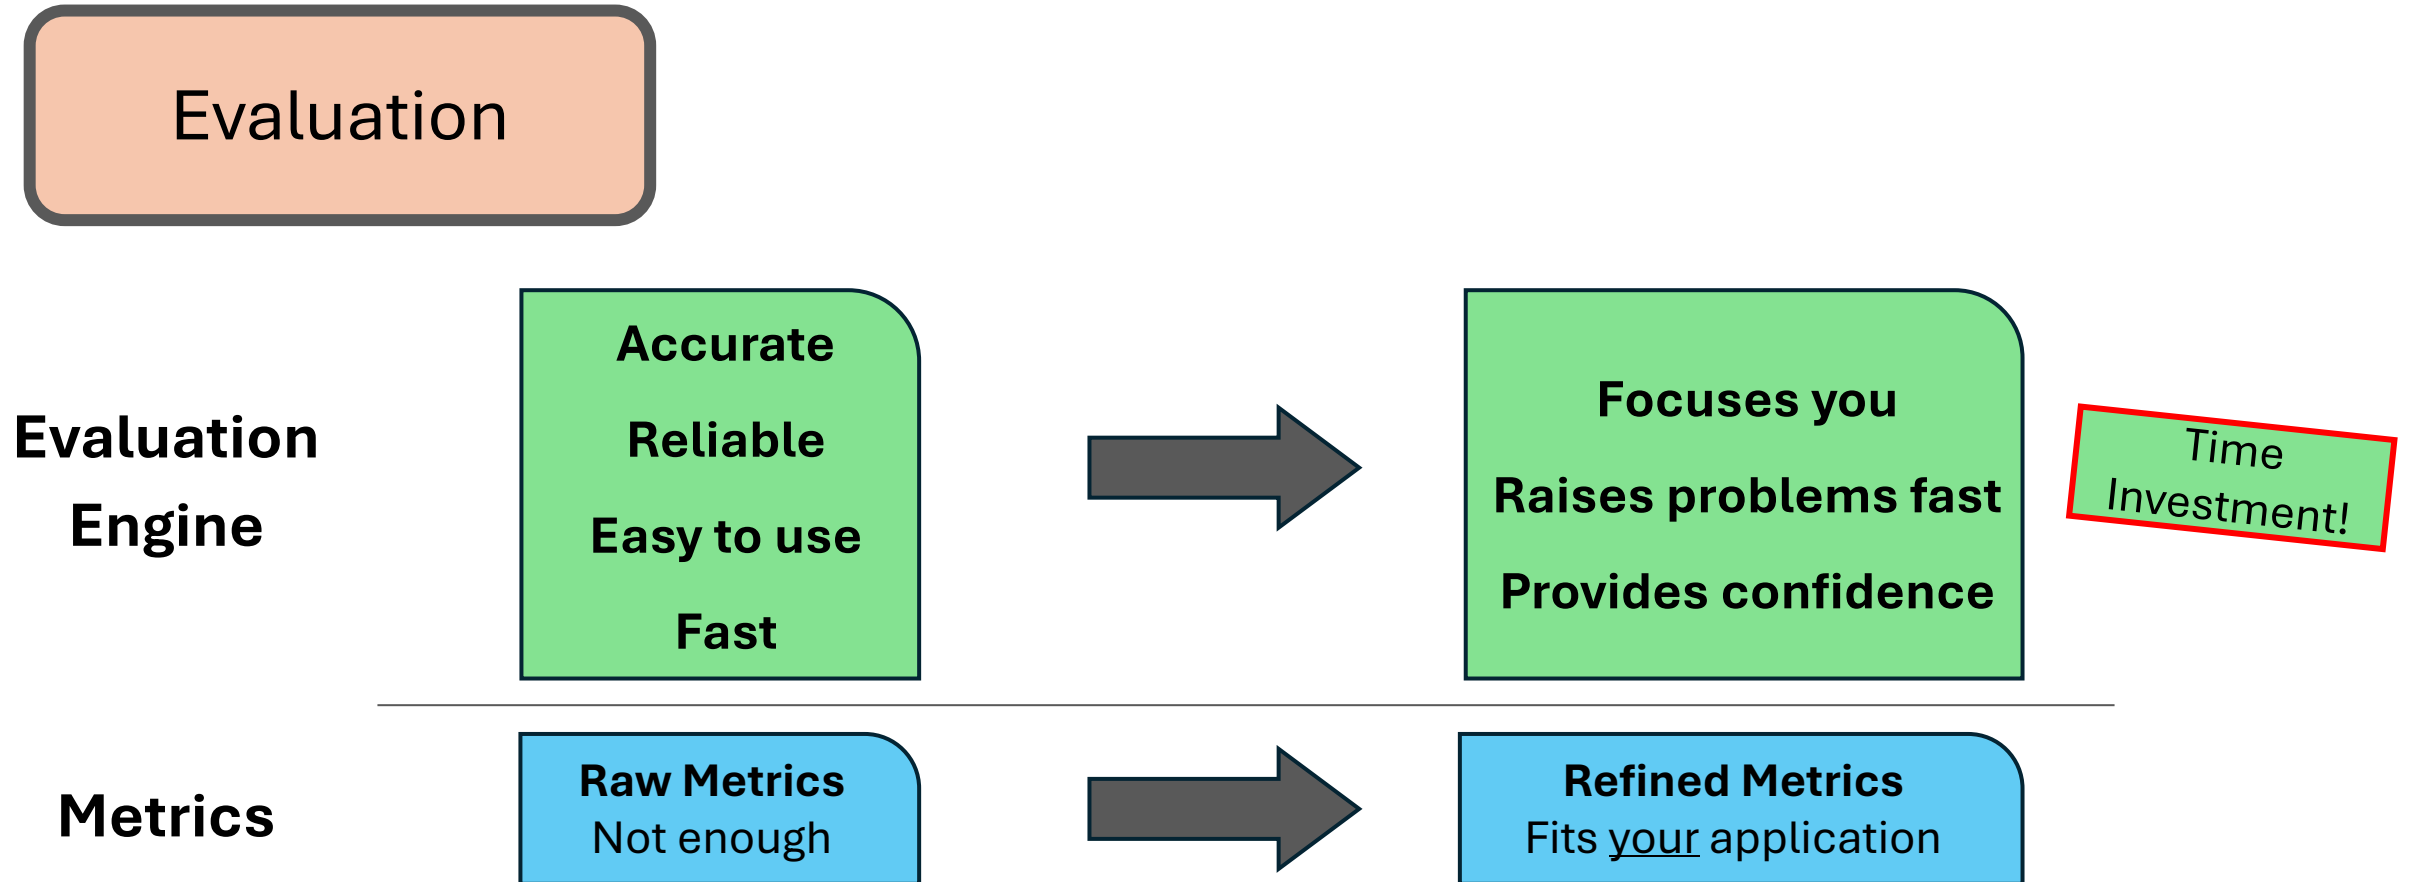 Evaluation
Evaluation
Engine
Accurate
Reliable
Easy to use
Fast
Focuses you
Raises problems fast
Provides confidence
Time
Investment!
Metrics
Raw Metrics
Not enough
Refined Metrics
Fits your application